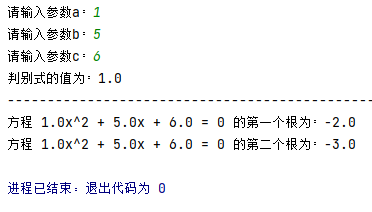 请输入参数a：1
请输入参数b：5
请输入参数c：6
判别式的值为：1.0
----------------------------------------------
方程 1.0x^2 + 5.0x + 6.0 = 0 的第一个根为：-2.0
方程 1.0x^2 + 5.0x + 6.0 = 0 的第二个根为：-3.0
进程已结束：退出代码为 0